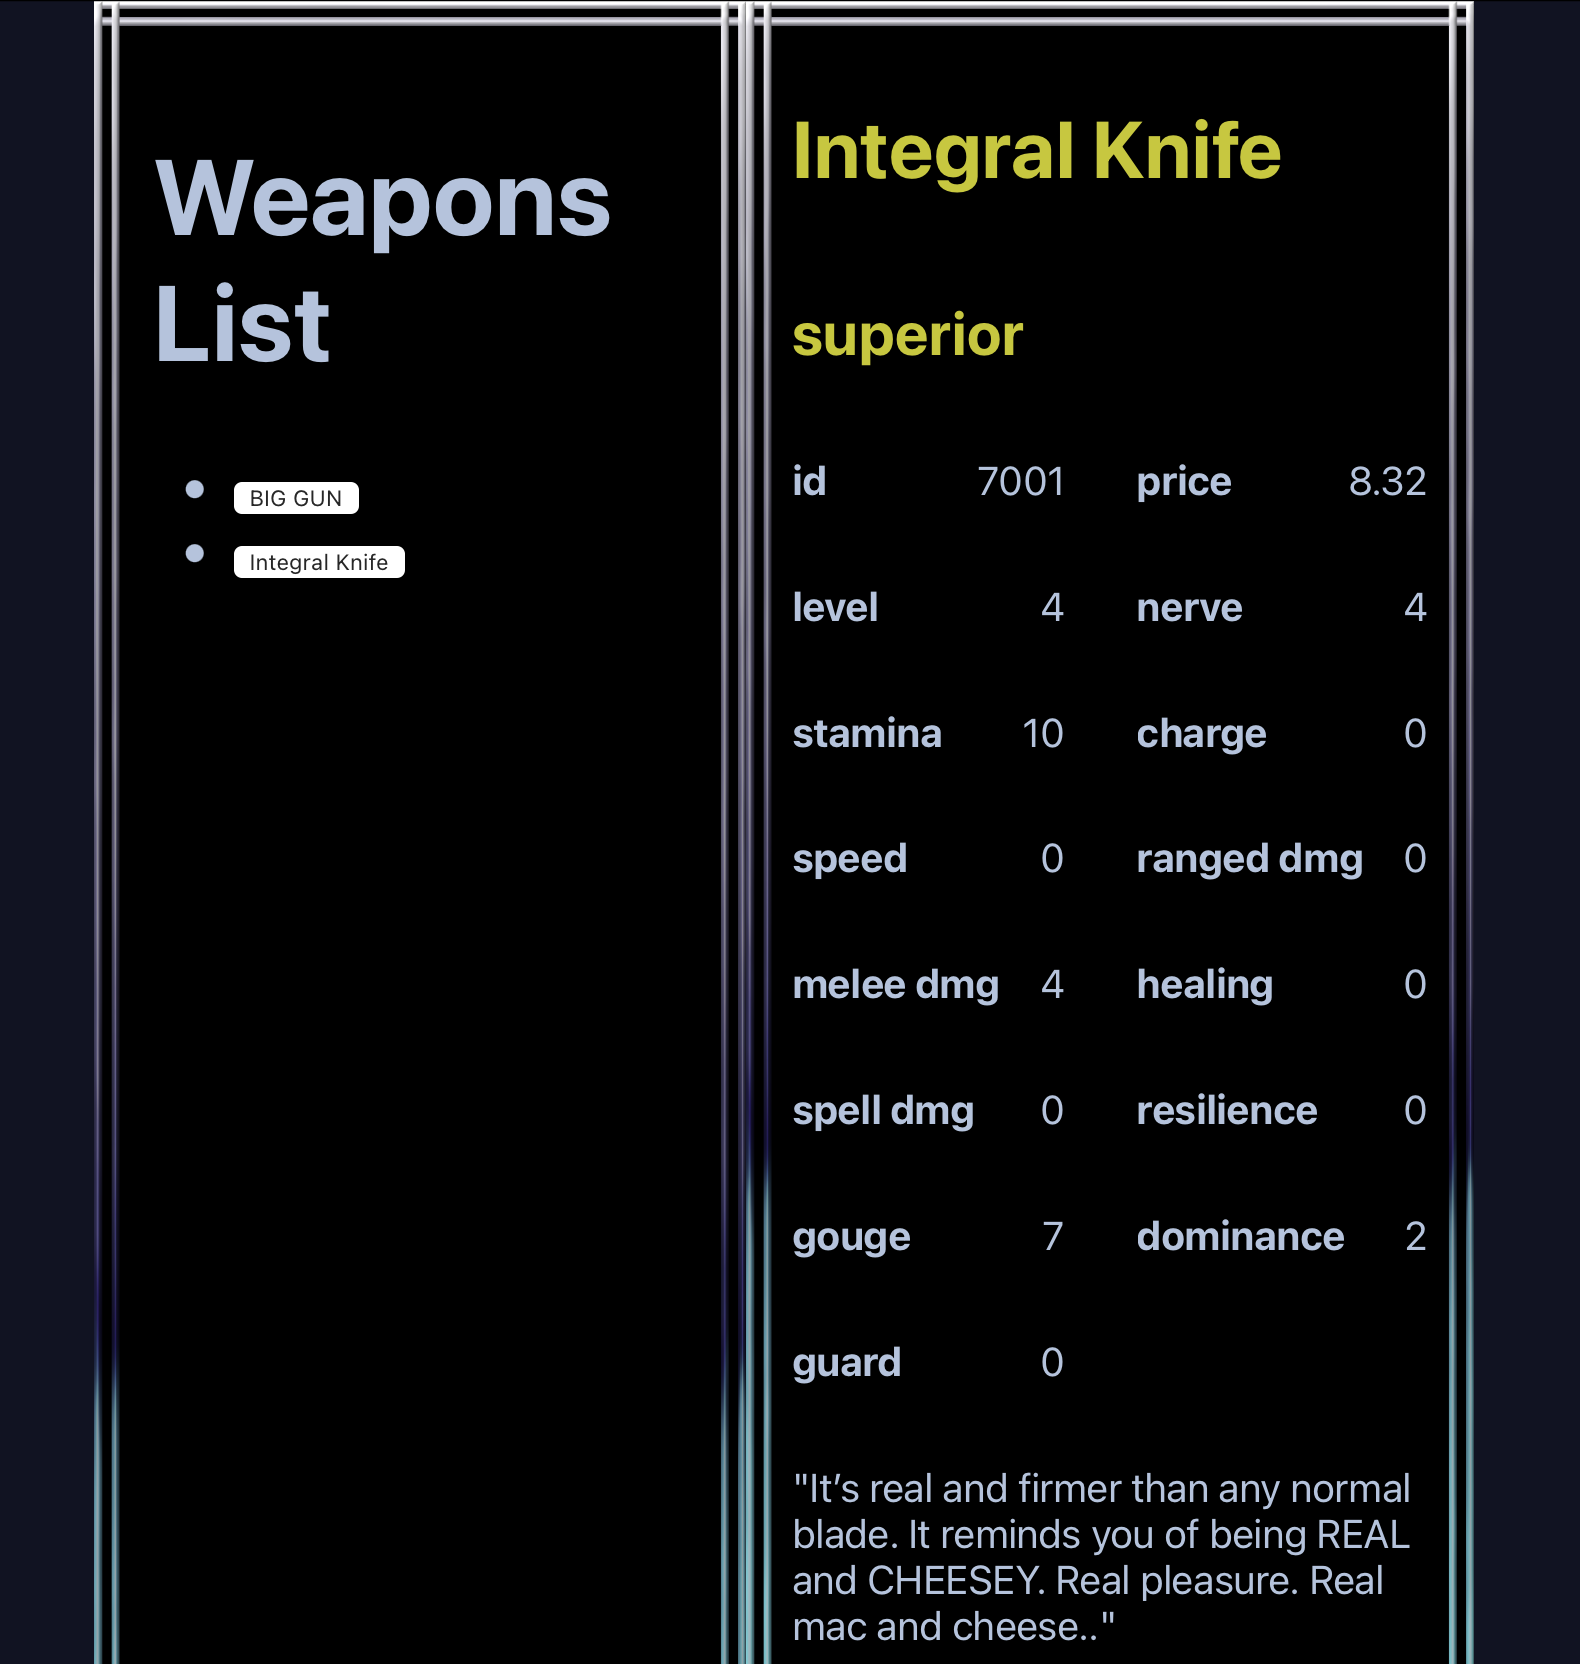 Weapons
List
BIG GUN
Integral Knife
Integral Knife
superior
id 7001 price 8.32
level 4 nerve 4
stamina 10 charge 0
speed 0 ranged dmg 0
melee dmg 4 healing 0
spell dmg 0 resilience 0
gouge 7 dominance 2
guard 0
"It’s real and firmer than any normal
blade. It reminds you of being REAL
and CHEESEY. Real pleasure. Real
mac and cheese.."